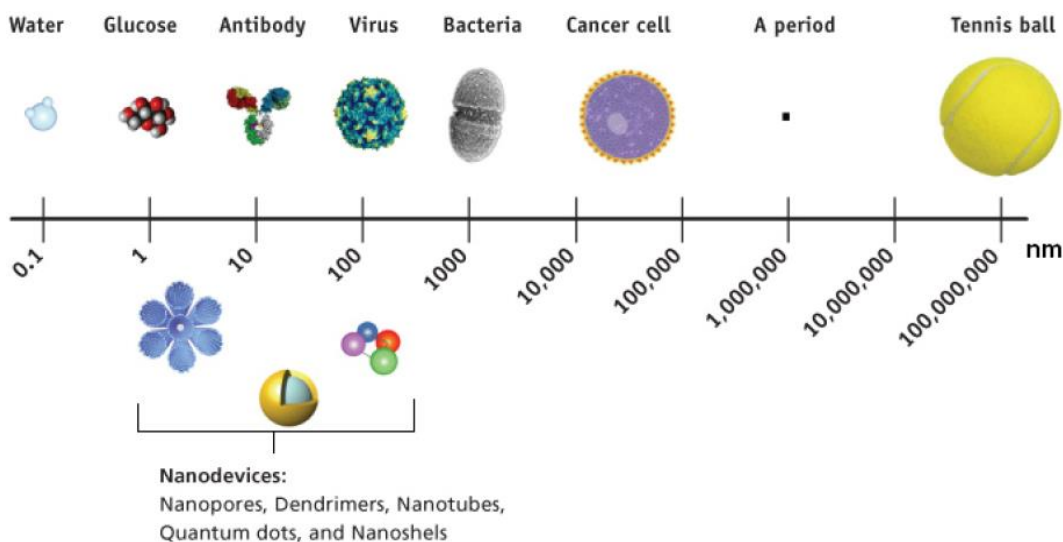 Water Glucose Antibody Virus Bacteria Cancer cell A period Tennis ball
0.1 1 10 100 1000 10,000 100,000 1,000,000 10,000,000 100,000,000 nm
Nanodevices:
Nanopores, Dendrimers, Nanotubes,
Quantum dots, and Nanoshels